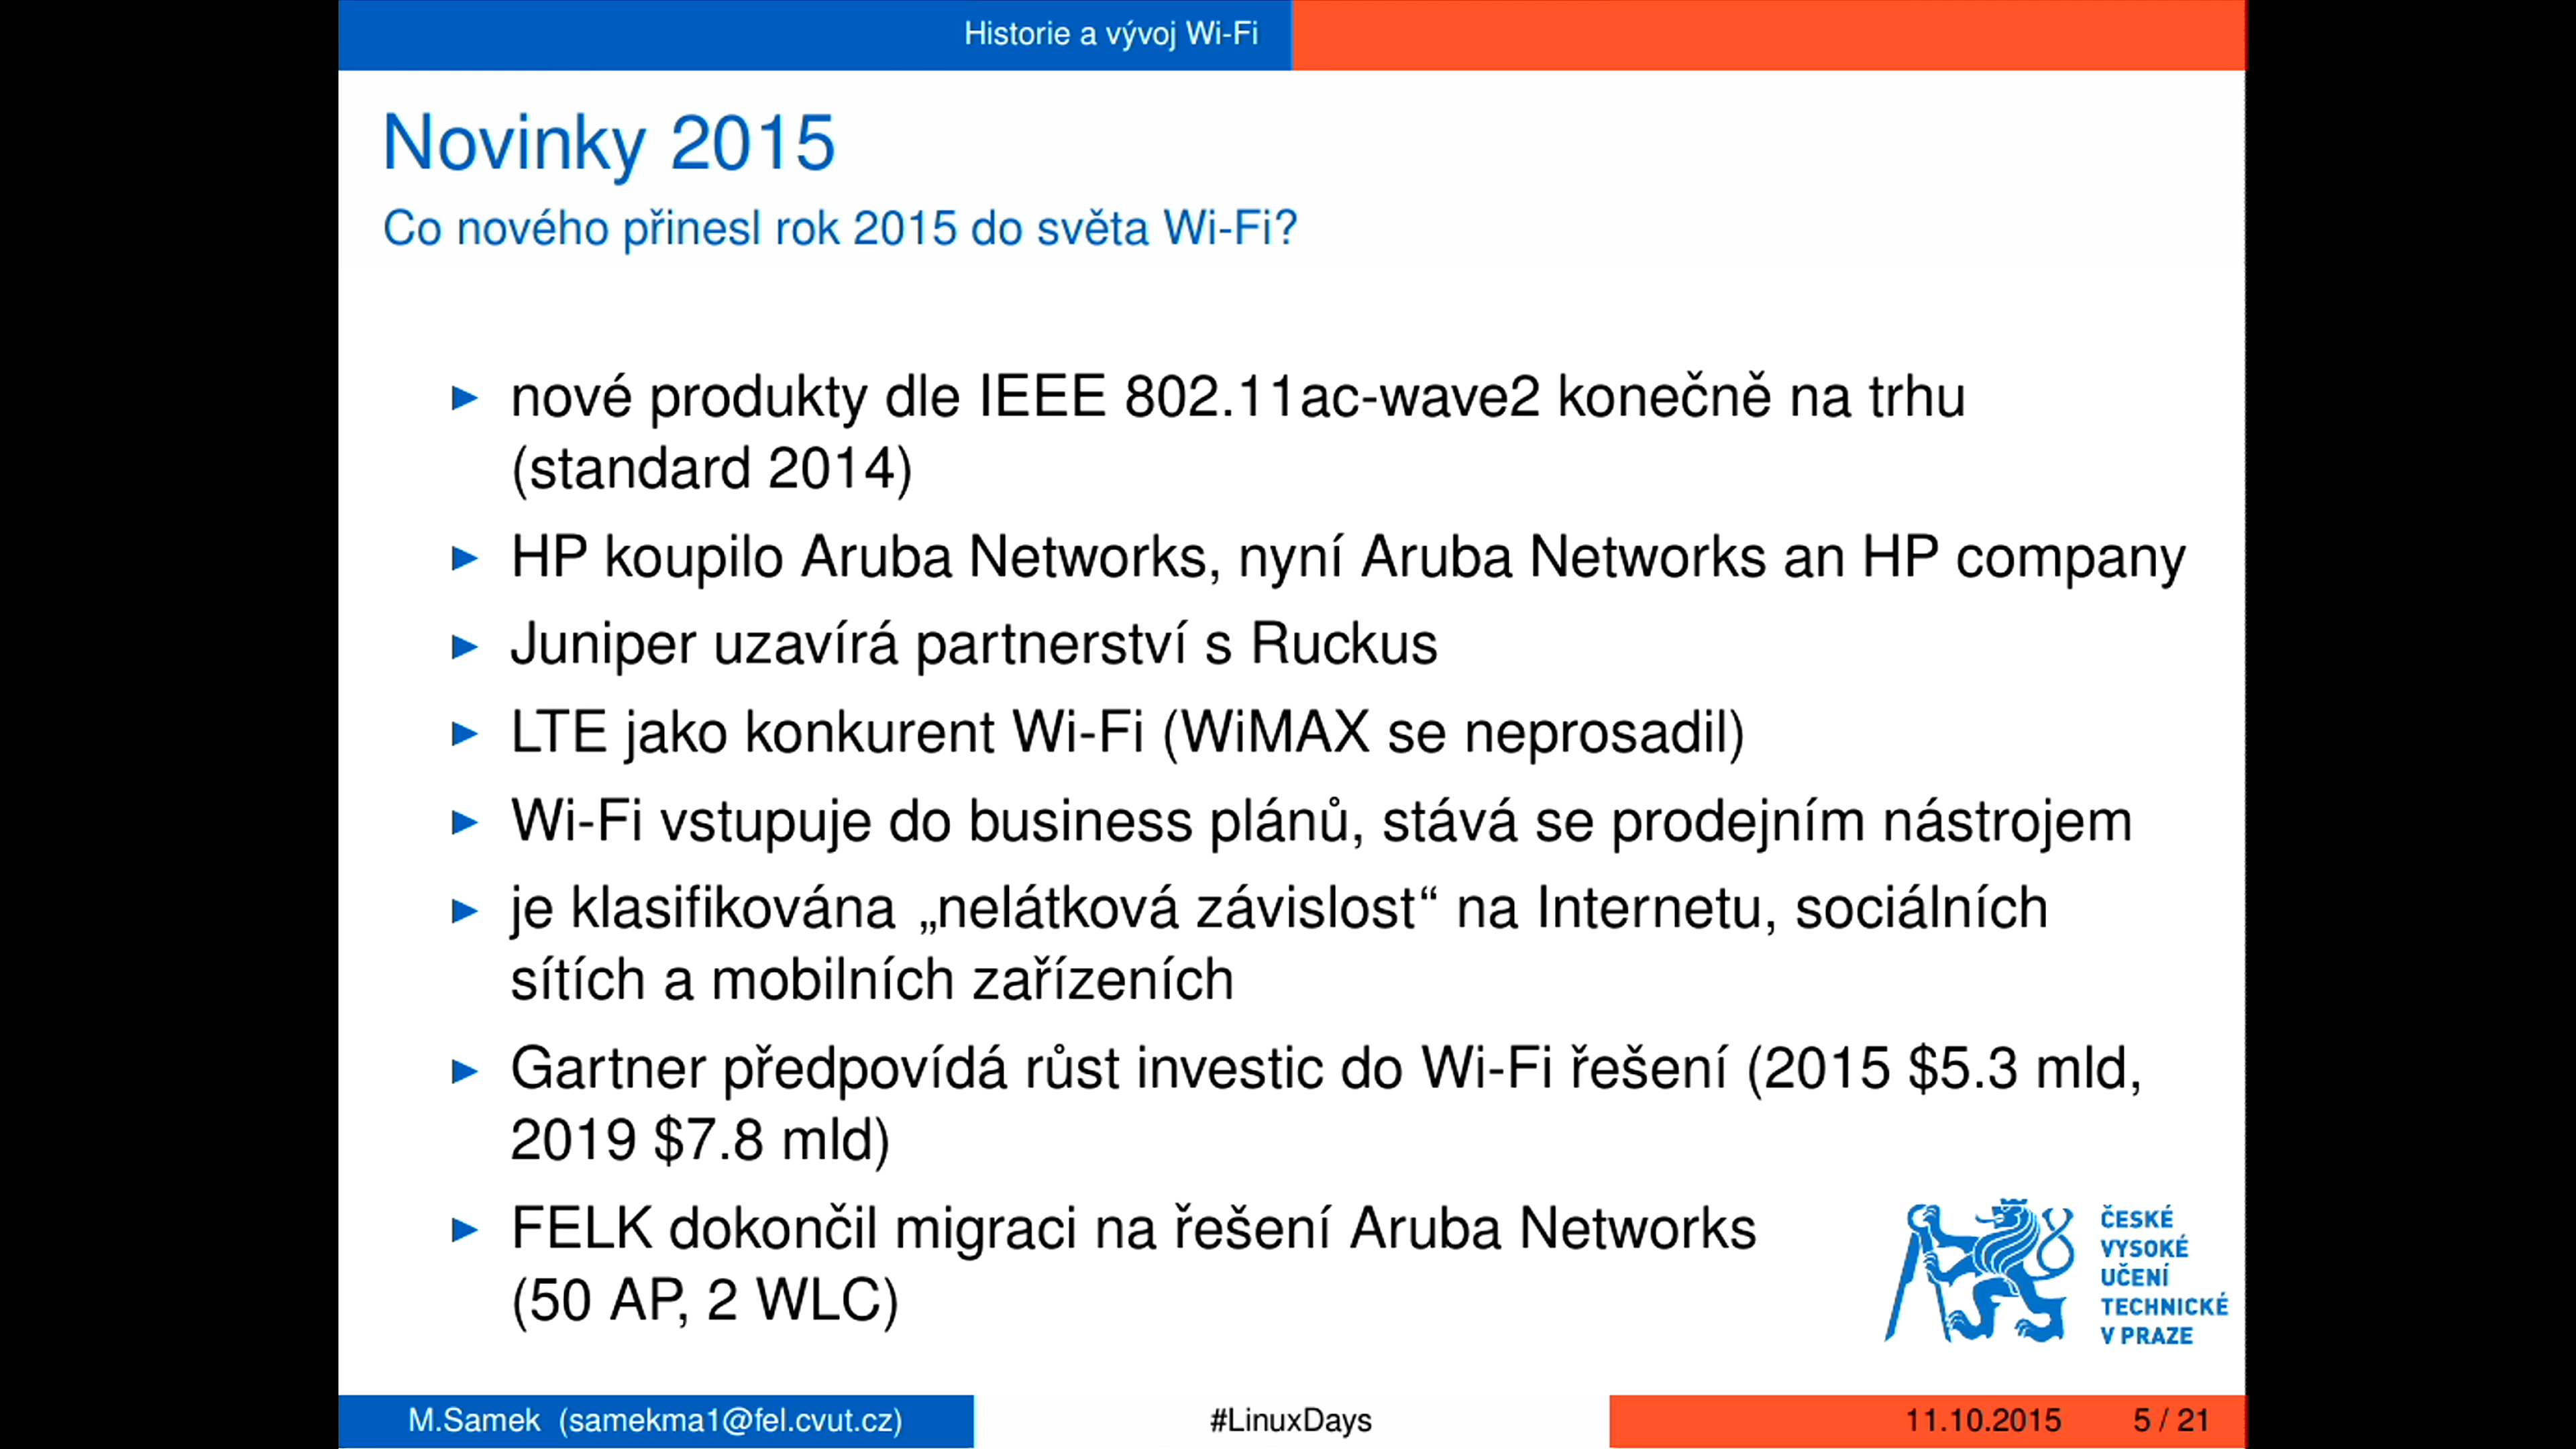 Historie a vývoj Wi-Fi
Novinky 2015
Co nového přinesl rok 2015 do světa Wi-Fi?
nové produkty dle IEEE 802.11ac-wave2 konečně na trhu
(standard 2014)
HP koupilo Aruba Networks, nyní Aruba Networks an HP company
Juniper uzavírá partnerství s Ruckus
LTE jako konkurent Wi-Fi (WiMAX se neprosadil)
Wi-Fi vstupuje do business plánů, stává se prodejním nástrojem
je klasifikována „nelátková závislost“ na Internetu, sociálních
sítích a mobilních zařízeních
Gartner předpovídá růst investic do Wi-Fi řešení (2015 $5.3 mld,
2019 $7.8 mld)
FELK dokončil migraci na řešení Aruba Networks
(50 AP, 2 WLC)
ČESKÉ
VYSOKÉ
UČENÍ
TECHNICKÉ
V PRAZE
M.Samek (samekma1@fel.cvut.cz)
#LinuxDays
11.10.2015
5 / 21